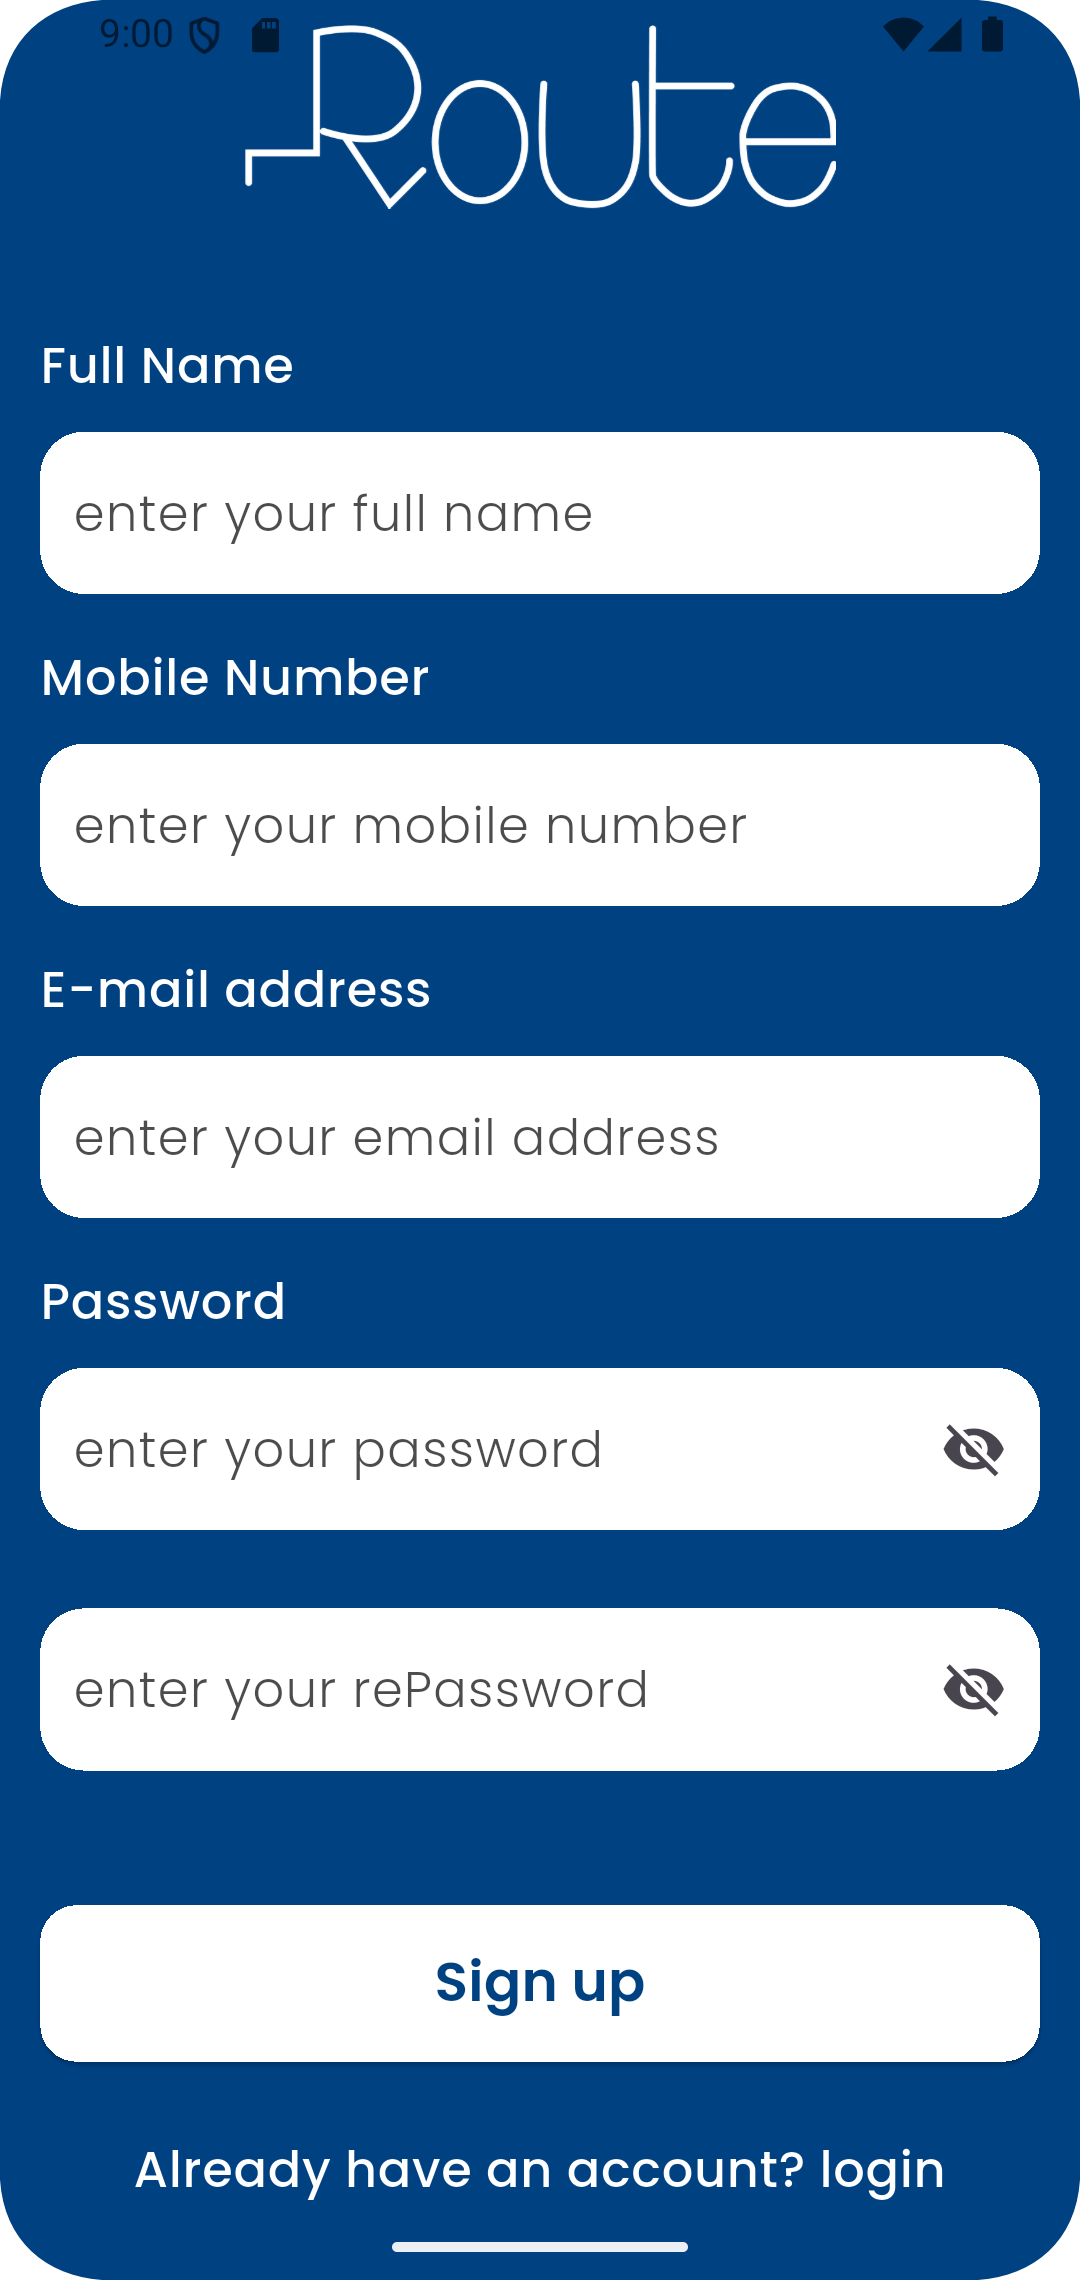 9:00
Route
Full Name
enter your full name
Mobile Number
enter your mobile number
E-mail address
enter your email address
Password
enter your password
enter your rePassword
Sign up
Already have an account? login